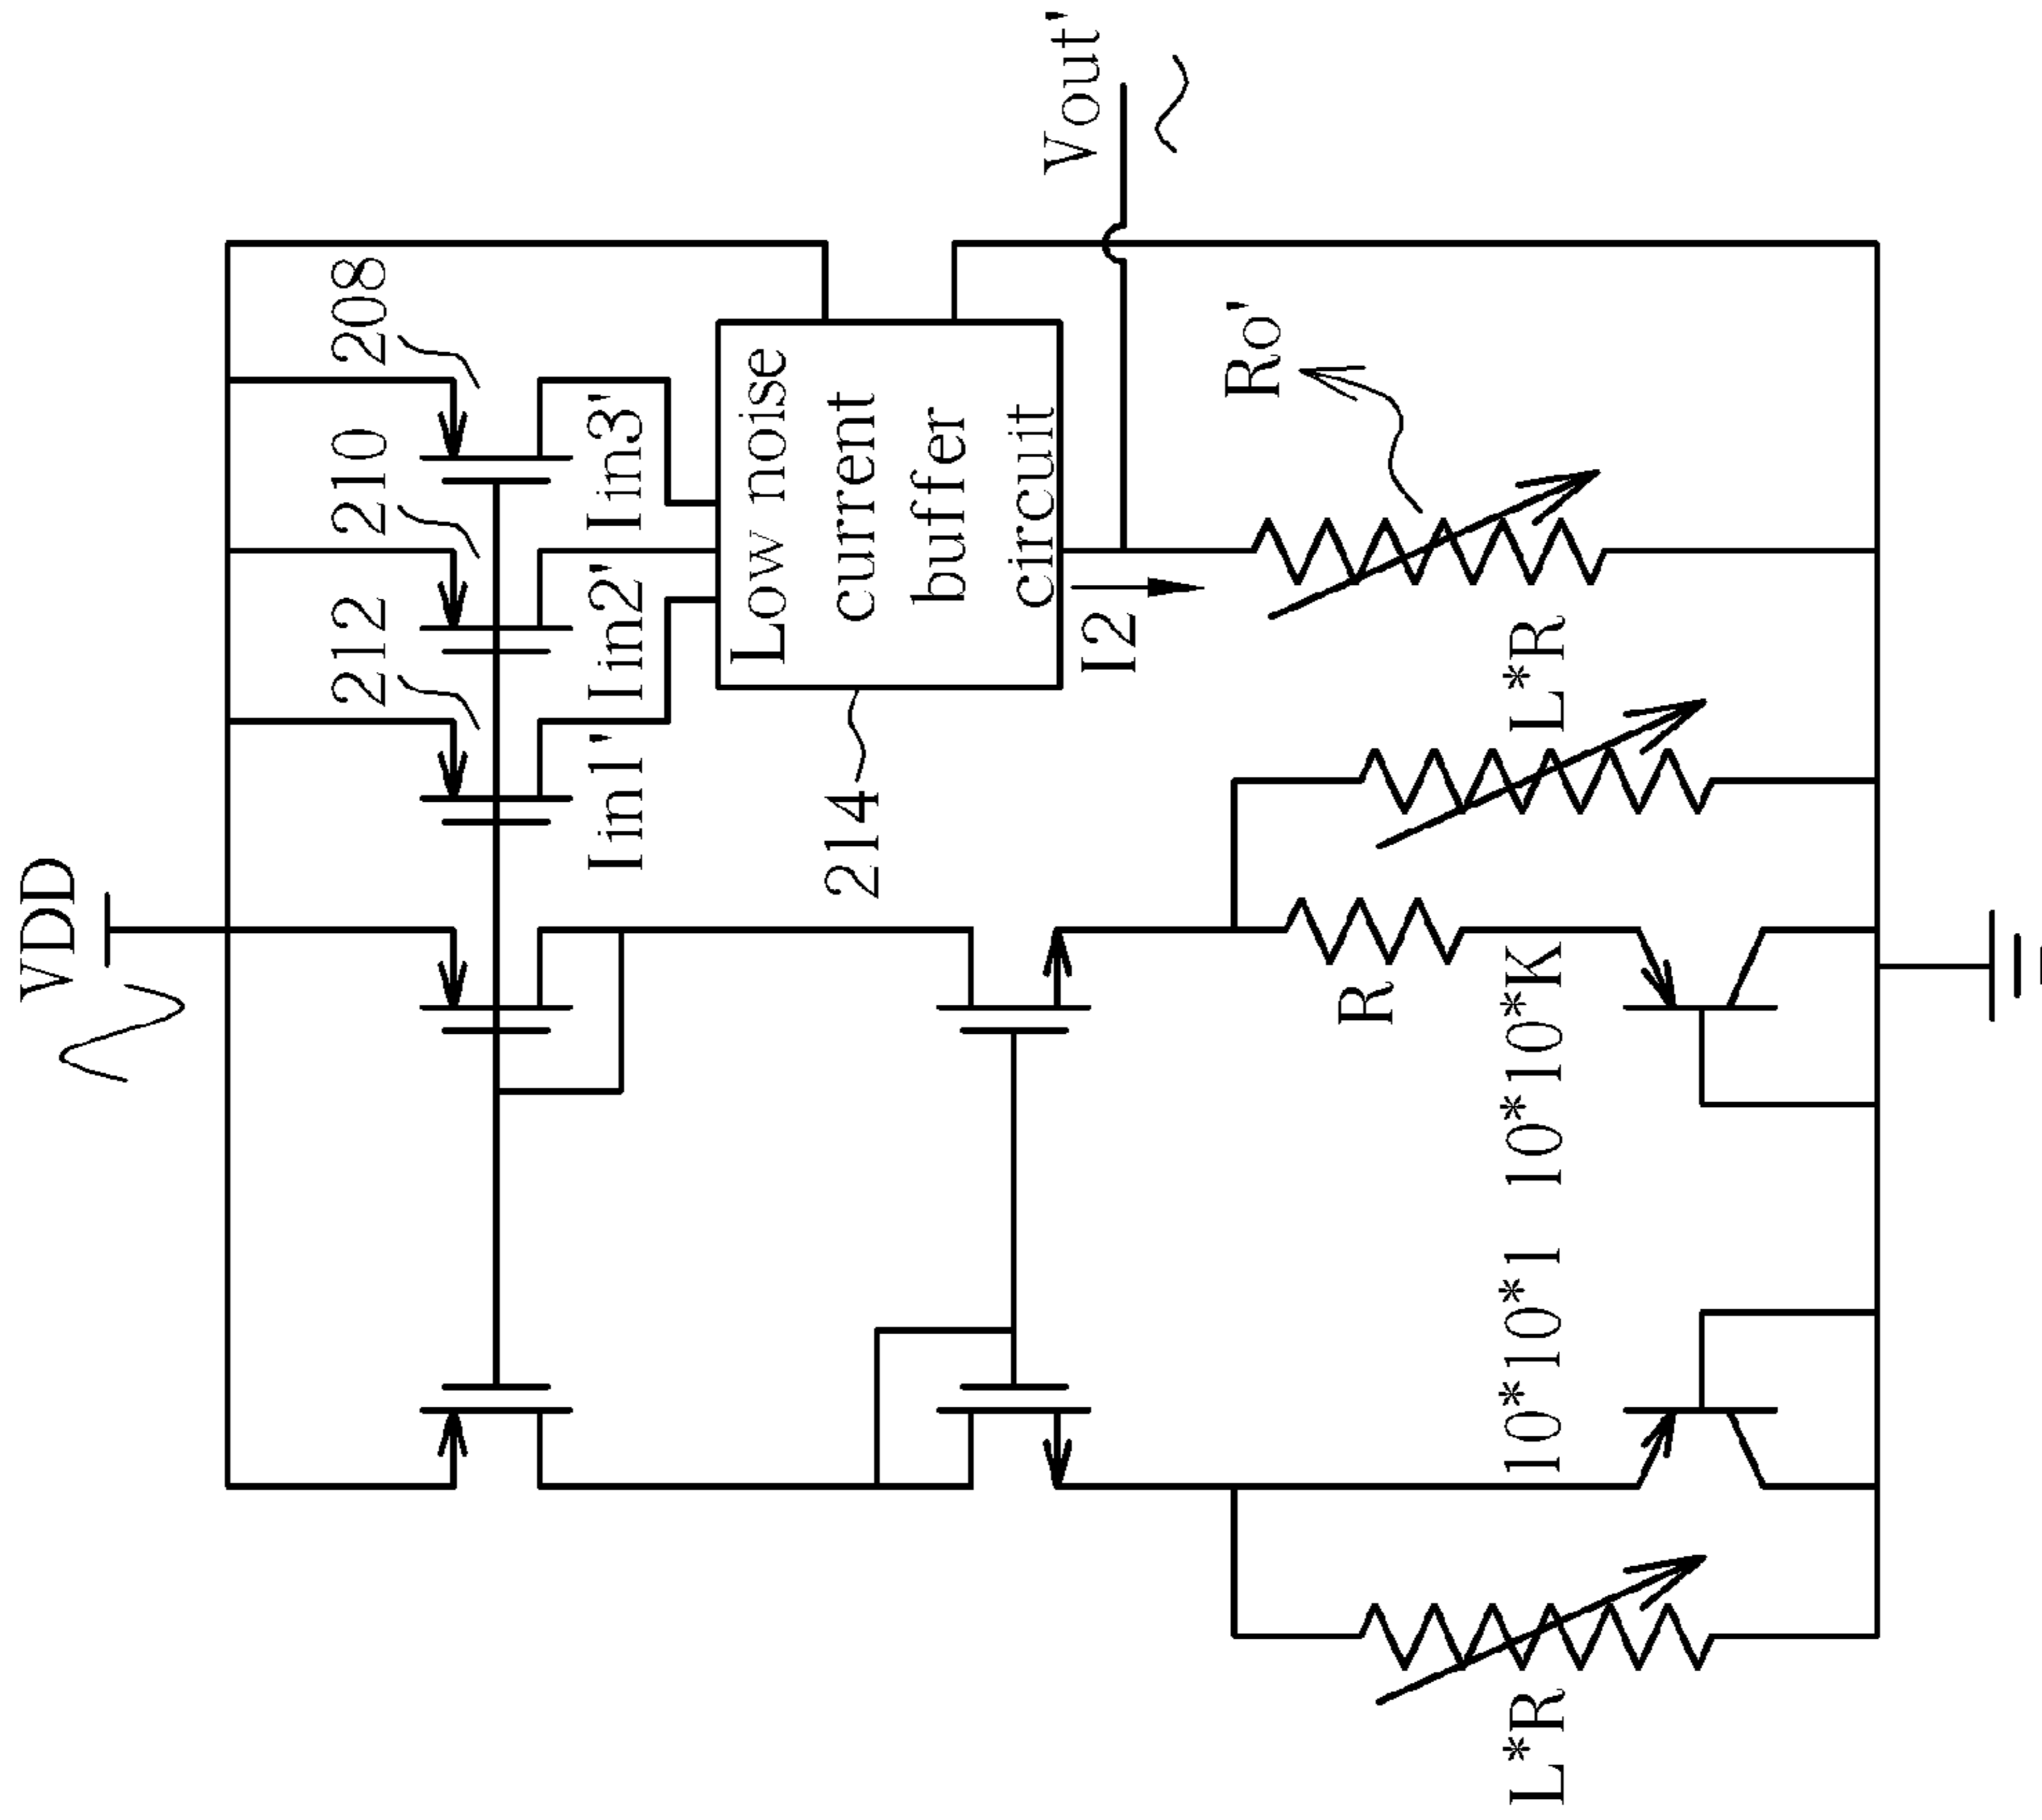 VDD
208
210
212
Iin3'
Iin2'
Iin1'
Low noise
current
buffer
circuit
214
Vout'
I2
Ro'
L*R
R
10*10*K
10*10*1
L*R